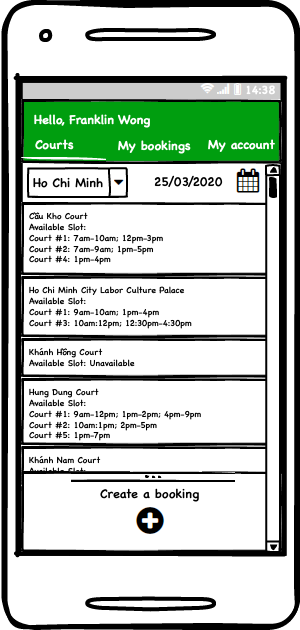 14:38
Hello, Franklin Wong
Courts My bookings My account
Ho Chi Minh 25/03/2020
Cầu Kho Court
Available Slot:
Court #1: 7am-10am; 12pm-3pm
Court #2: 7am-9am; 1pm-5pm
Court #4: 1pm-4pm
Ho Chi Minh City Labor Culture Palace
Available Slot:
Court #1: 9am-10am; 1pm-4pm
Court #3: 10am:12pm; 12:30pm-4:30pm
Khánh Hồng Court
Available Slot: Unavailable
Hung Dung Court
Available Slot:
Court #1: 9am-12pm; 1pm-2pm; 4pm-9pm
Court #2: 10am:1pm; 2pm-5pm
Court #5: 1pm-7pm
Khánh Nam Court
Available Slot:
Create a booking